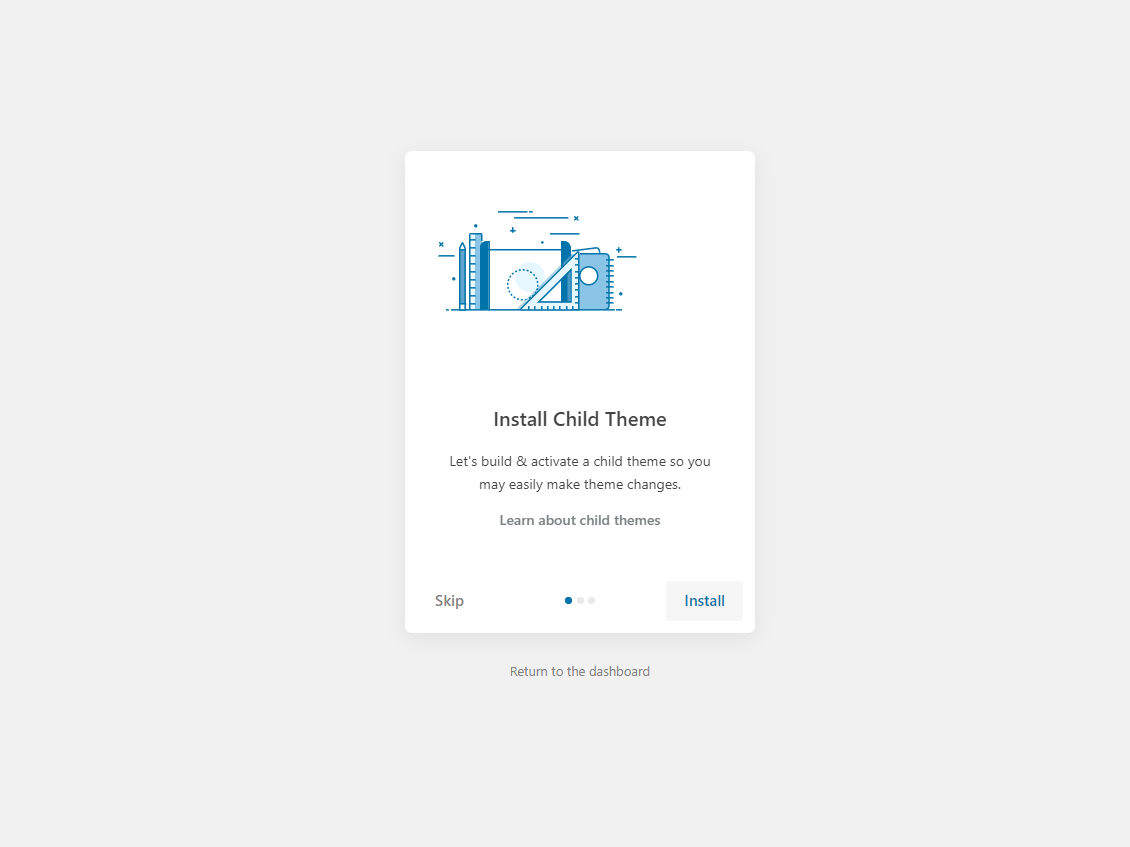 Install Child Theme
Let's build & activate a child theme so you
may easily make theme changes.
Learn about child themes
Skip
Install
Return to the dashboard